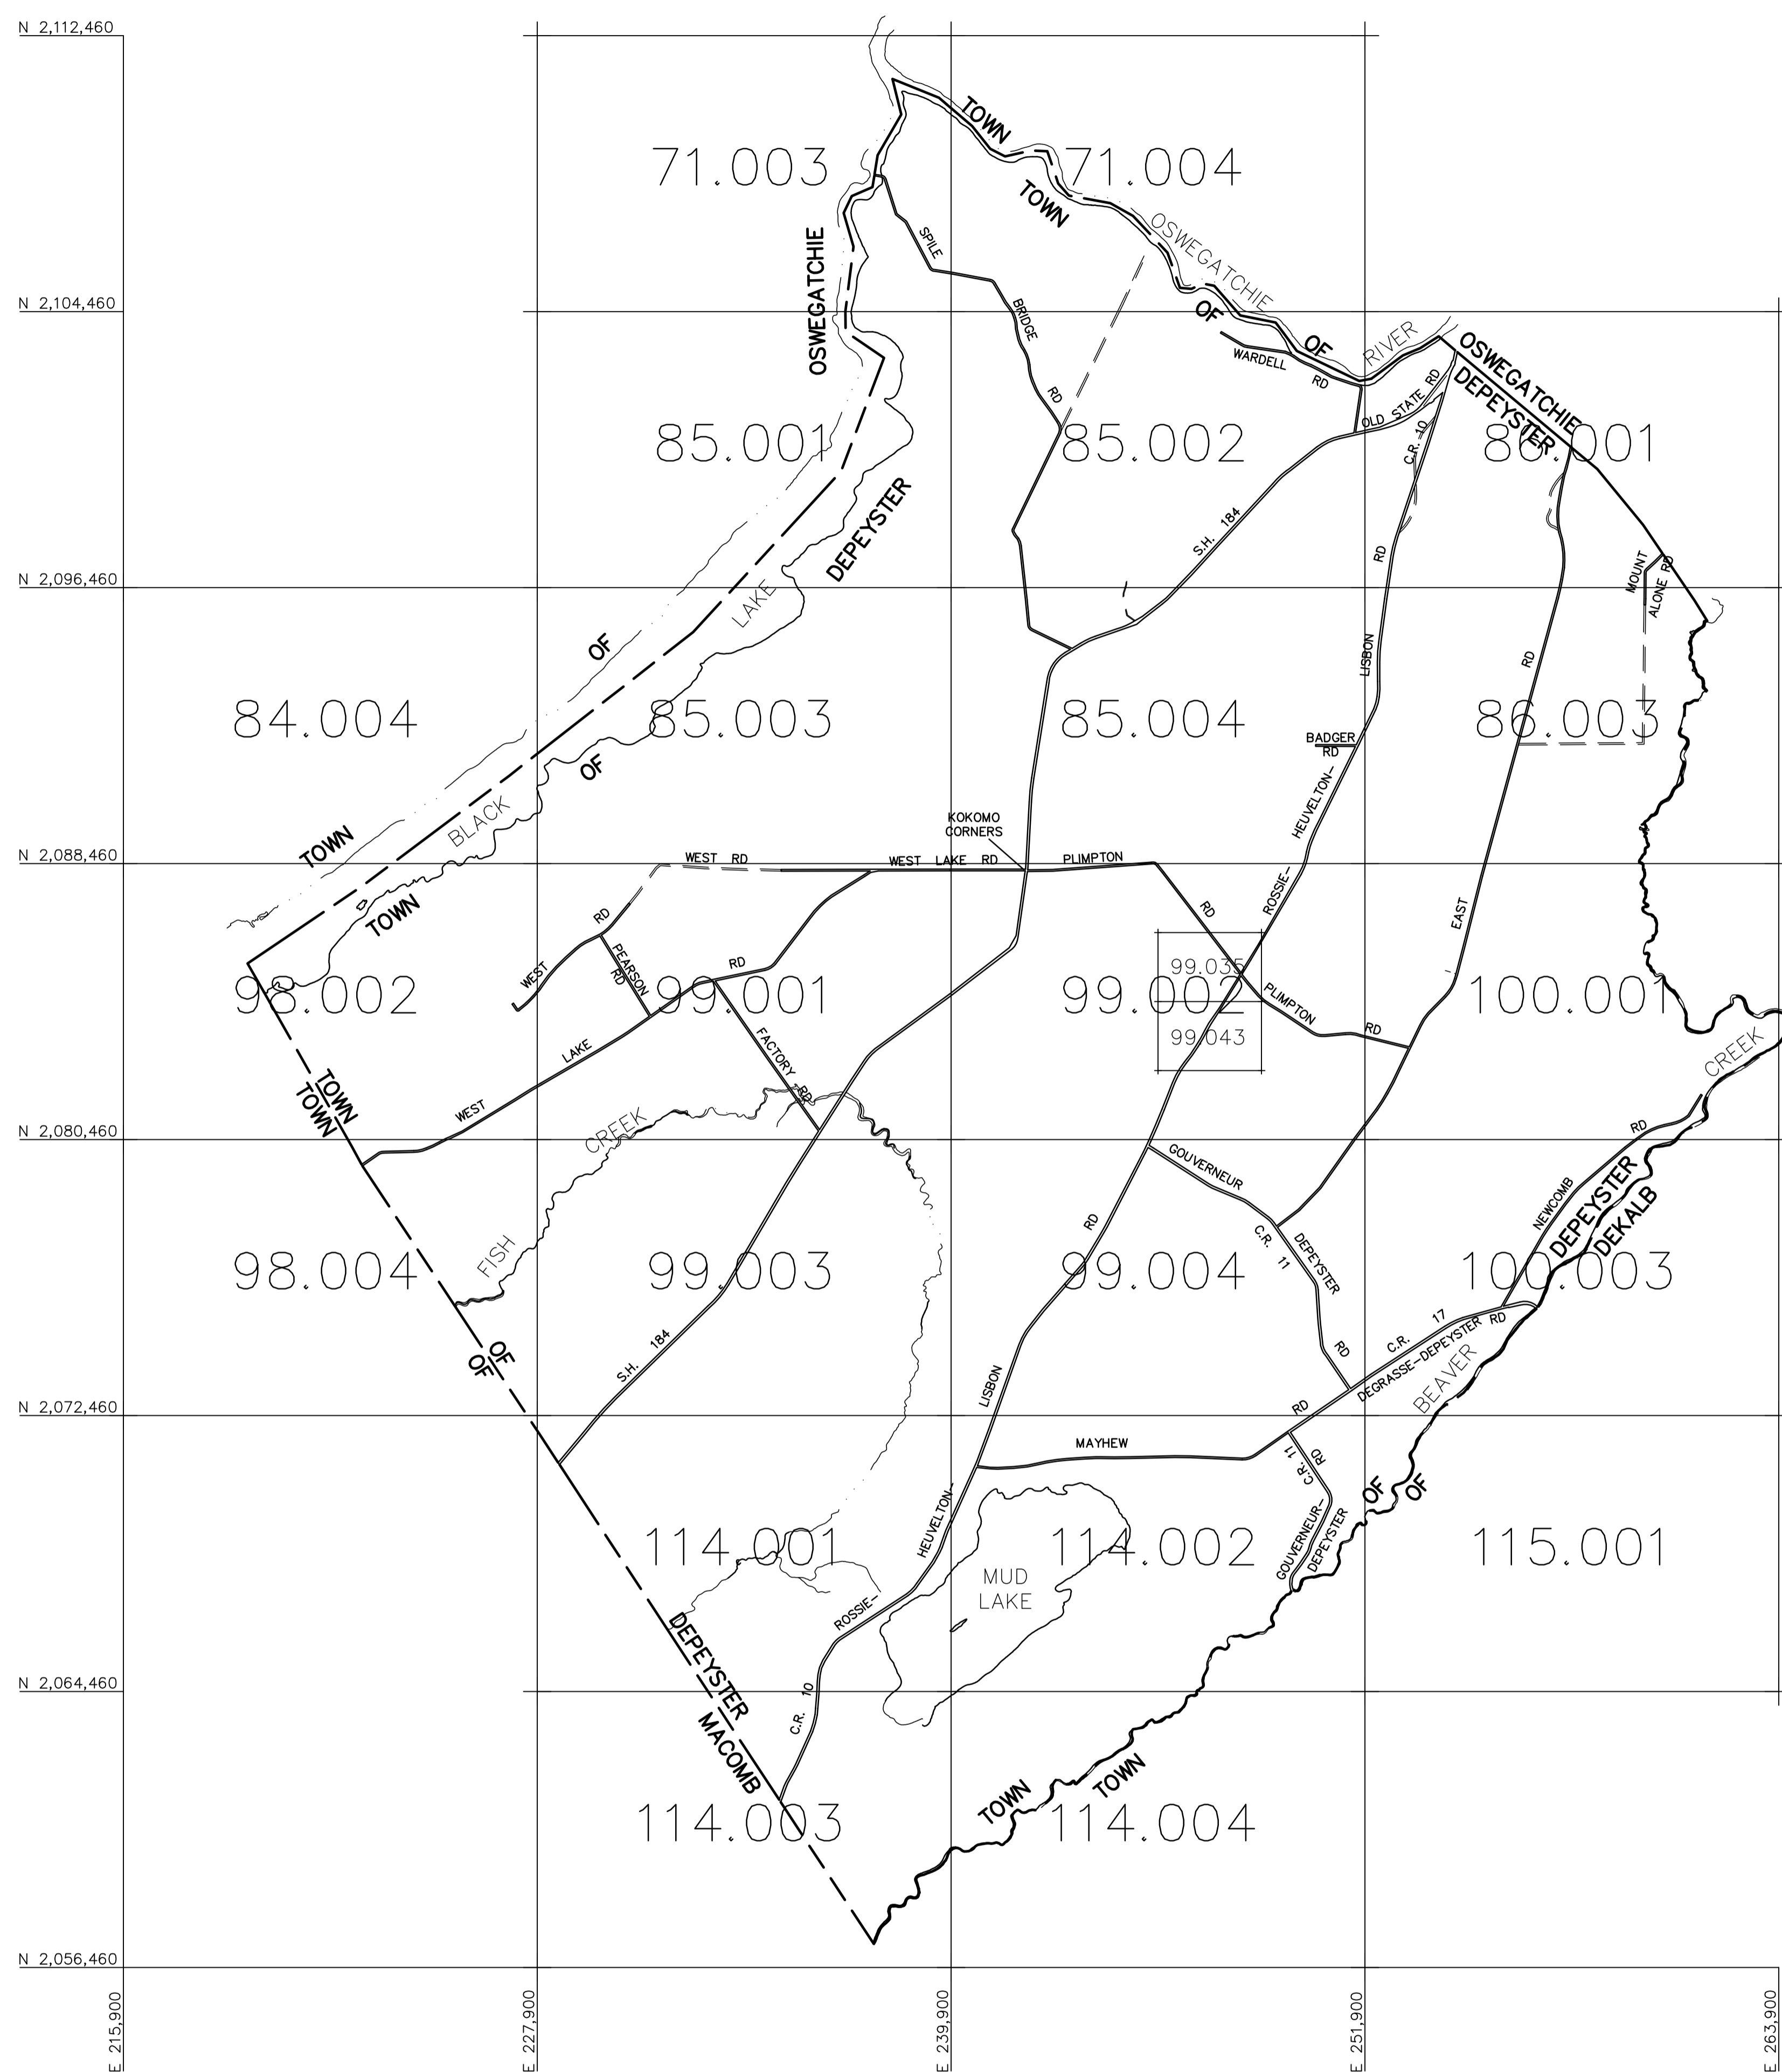 N 2,112,460
TOWN
71.003
71.004
TOWN
OSWEGATCHIE
SPILE
OSWEGATCHIE
N 2,104,460
BRIDGE
OF
OF
RIVER
WARDELL
RD
OSWEGATCHIE
DEPEYSTER
RD
OLD STATE RD
85.001
85.002
C.R. 10
86.001
DEPEYSTER
S.H. 184
RD
N 2,096,460
MOUNT
ALONE RD
LAKE
OF
LISBON
RD
84.004
85.003
85.004
86.003
OF
BADGER
RD
BLACK
HEUVELTON-
TOWN
KOKOMO
CORNERS
N 2,088,460
WEST RD
WEST LAKE RD
PLIMPTON
ROSSIE-
TOWN
RD
RD
EAST
PEARSON
RD
WEST
RD
99.035
98.002
99.001
99.002
100.001
PLIMPTON
RD
99.043
LAKE
FACTORY RD
CREEK
TOWN
TOWN
WEST
CREEK
N 2,080,460
RD
GOUVERNEUR
NEWCOMB
DEPEYSTER
DEKALB
RD
FISH
C.R. 11
DEPEYSTER
98.004
99.003
99.004
100.003
S.H. 184
OF
OF
RD
C.R. 17
DEGRASSE-DEPEYSTER RD
BEAVER
LISBON
N 2,072,460
RD
MAYHEW
C.R. 11
RD
OF
OF
HEUVELTON-
114.001
114.002
115.001
GOUVERNEUR-
DEPEYSTER
MUD
LAKE
ROSSIE-
DEPEYSTER
MACOMB
N 2,064,460
C.R. 10
TOWN
TOWN
114.003
114.004
N 2,056,460
E 215,900
E 227,900
E 239,900
E 251,900
E 263,900